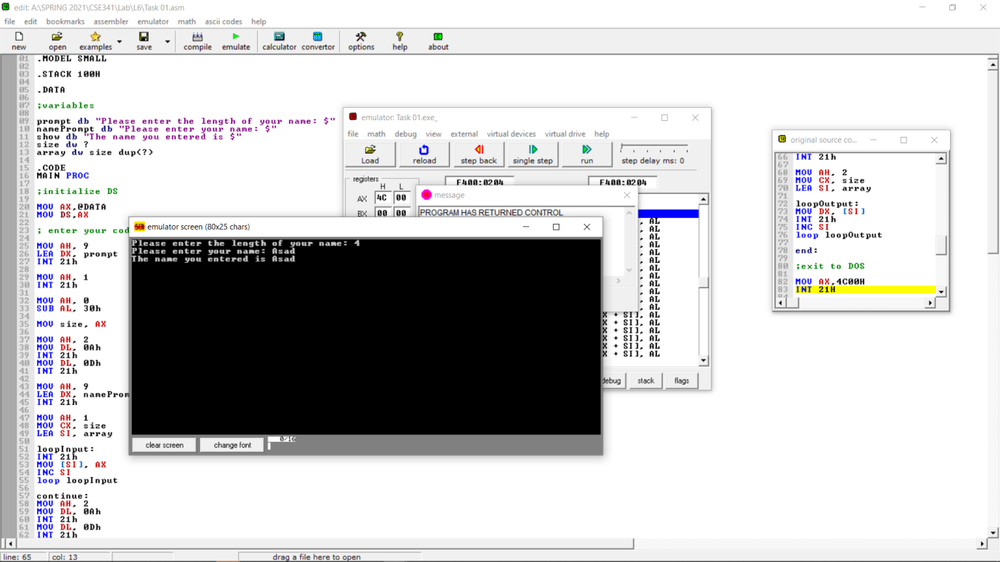 edit: A:\SPRING 2021\CSE341\Lab\L6\Task 01.asm
file edit bookmarks assembler emulator math ascii codes help
new open examples save compile emulate calculator convertor options help about
01 .MODEL SMALL
02
03 .STACK 100H
04
05 .DATA
06
07 ;variables
08
09 prompt db "Please enter the length of your name: $"
10 namePrompt db "Please enter your name: $"
11 show db "The name you entered is $"
12 size dw ?
13 array dw size dup(?)
14
15 .CODE
16 MAIN PROC
17
18 ;initialize DS
19
20 MOV AX,@DATA
21 MOV DS,AX
22
23 ; enter your cod
24
25 MOV AH, 9
26 LEA DX, prompt
27 INT 21h
28
29 MOV AH, 1
30 INT 21h
31
32 MOV AH, 0
33 SUB AL, 30h
34
35 MOV size, AX
36
37 MOV AH, 2
38 MOV DL, 0Ah
39 INT 21h
40 MOV DL, 0Dh
41 INT 21h
42
43 MOV AH, 9
44 LEA DX, nameProm
45 INT 21h
46
47 MOV AH, 1
48 MOV CX, size
49 LEA SI, array
50
51 loopInput:
52 INT 21h
53 MOV [SI], AX
54 INC SI
55 loop loopInput
56
57 continue:
58 MOV AH, 2
59 MOV DL, 0Ah
60 INT 21h
61 MOV DL, 0Dh
62 INT 21h
line: 65 col: 13 drag a file here to open
emulator: Task 01.exe_
file math debug view external virtual devices virtual drive help
Load reload step back single step run step delay ms: 0
registers F400:0204 F400:0204
H L
AX 4C 00
BX 00 00
message
PROGRAM HAS RETURNED CONTROL
, AL
, AL
, AL
, AL
, AL
, AL
, AL
, AL
, AL
, AL
, AL
, AL
X + SI], AL
X + SI], AL
X + SI], AL
X + SI], AL
X + SI], AL
X + SI], AL
debug stack flags
emulator screen (80x25 chars)
Please enter the length of your name: 4
Please enter your name: Asad
The name you entered is Asad
clear screen change font 0/16
original source co...
66 INT 21h
67
68 MOV AH, 2
69 MOV CX, size
70 LEA SI, array
71
72 loopOutput:
73 MOV DX, [SI]
74 INT 21h
75 INC SI
76 loop loopOutput
77
78 end:
79
80 ;exit to DOS
81
82 MOV AX,4C00H
83 INT 21H
84